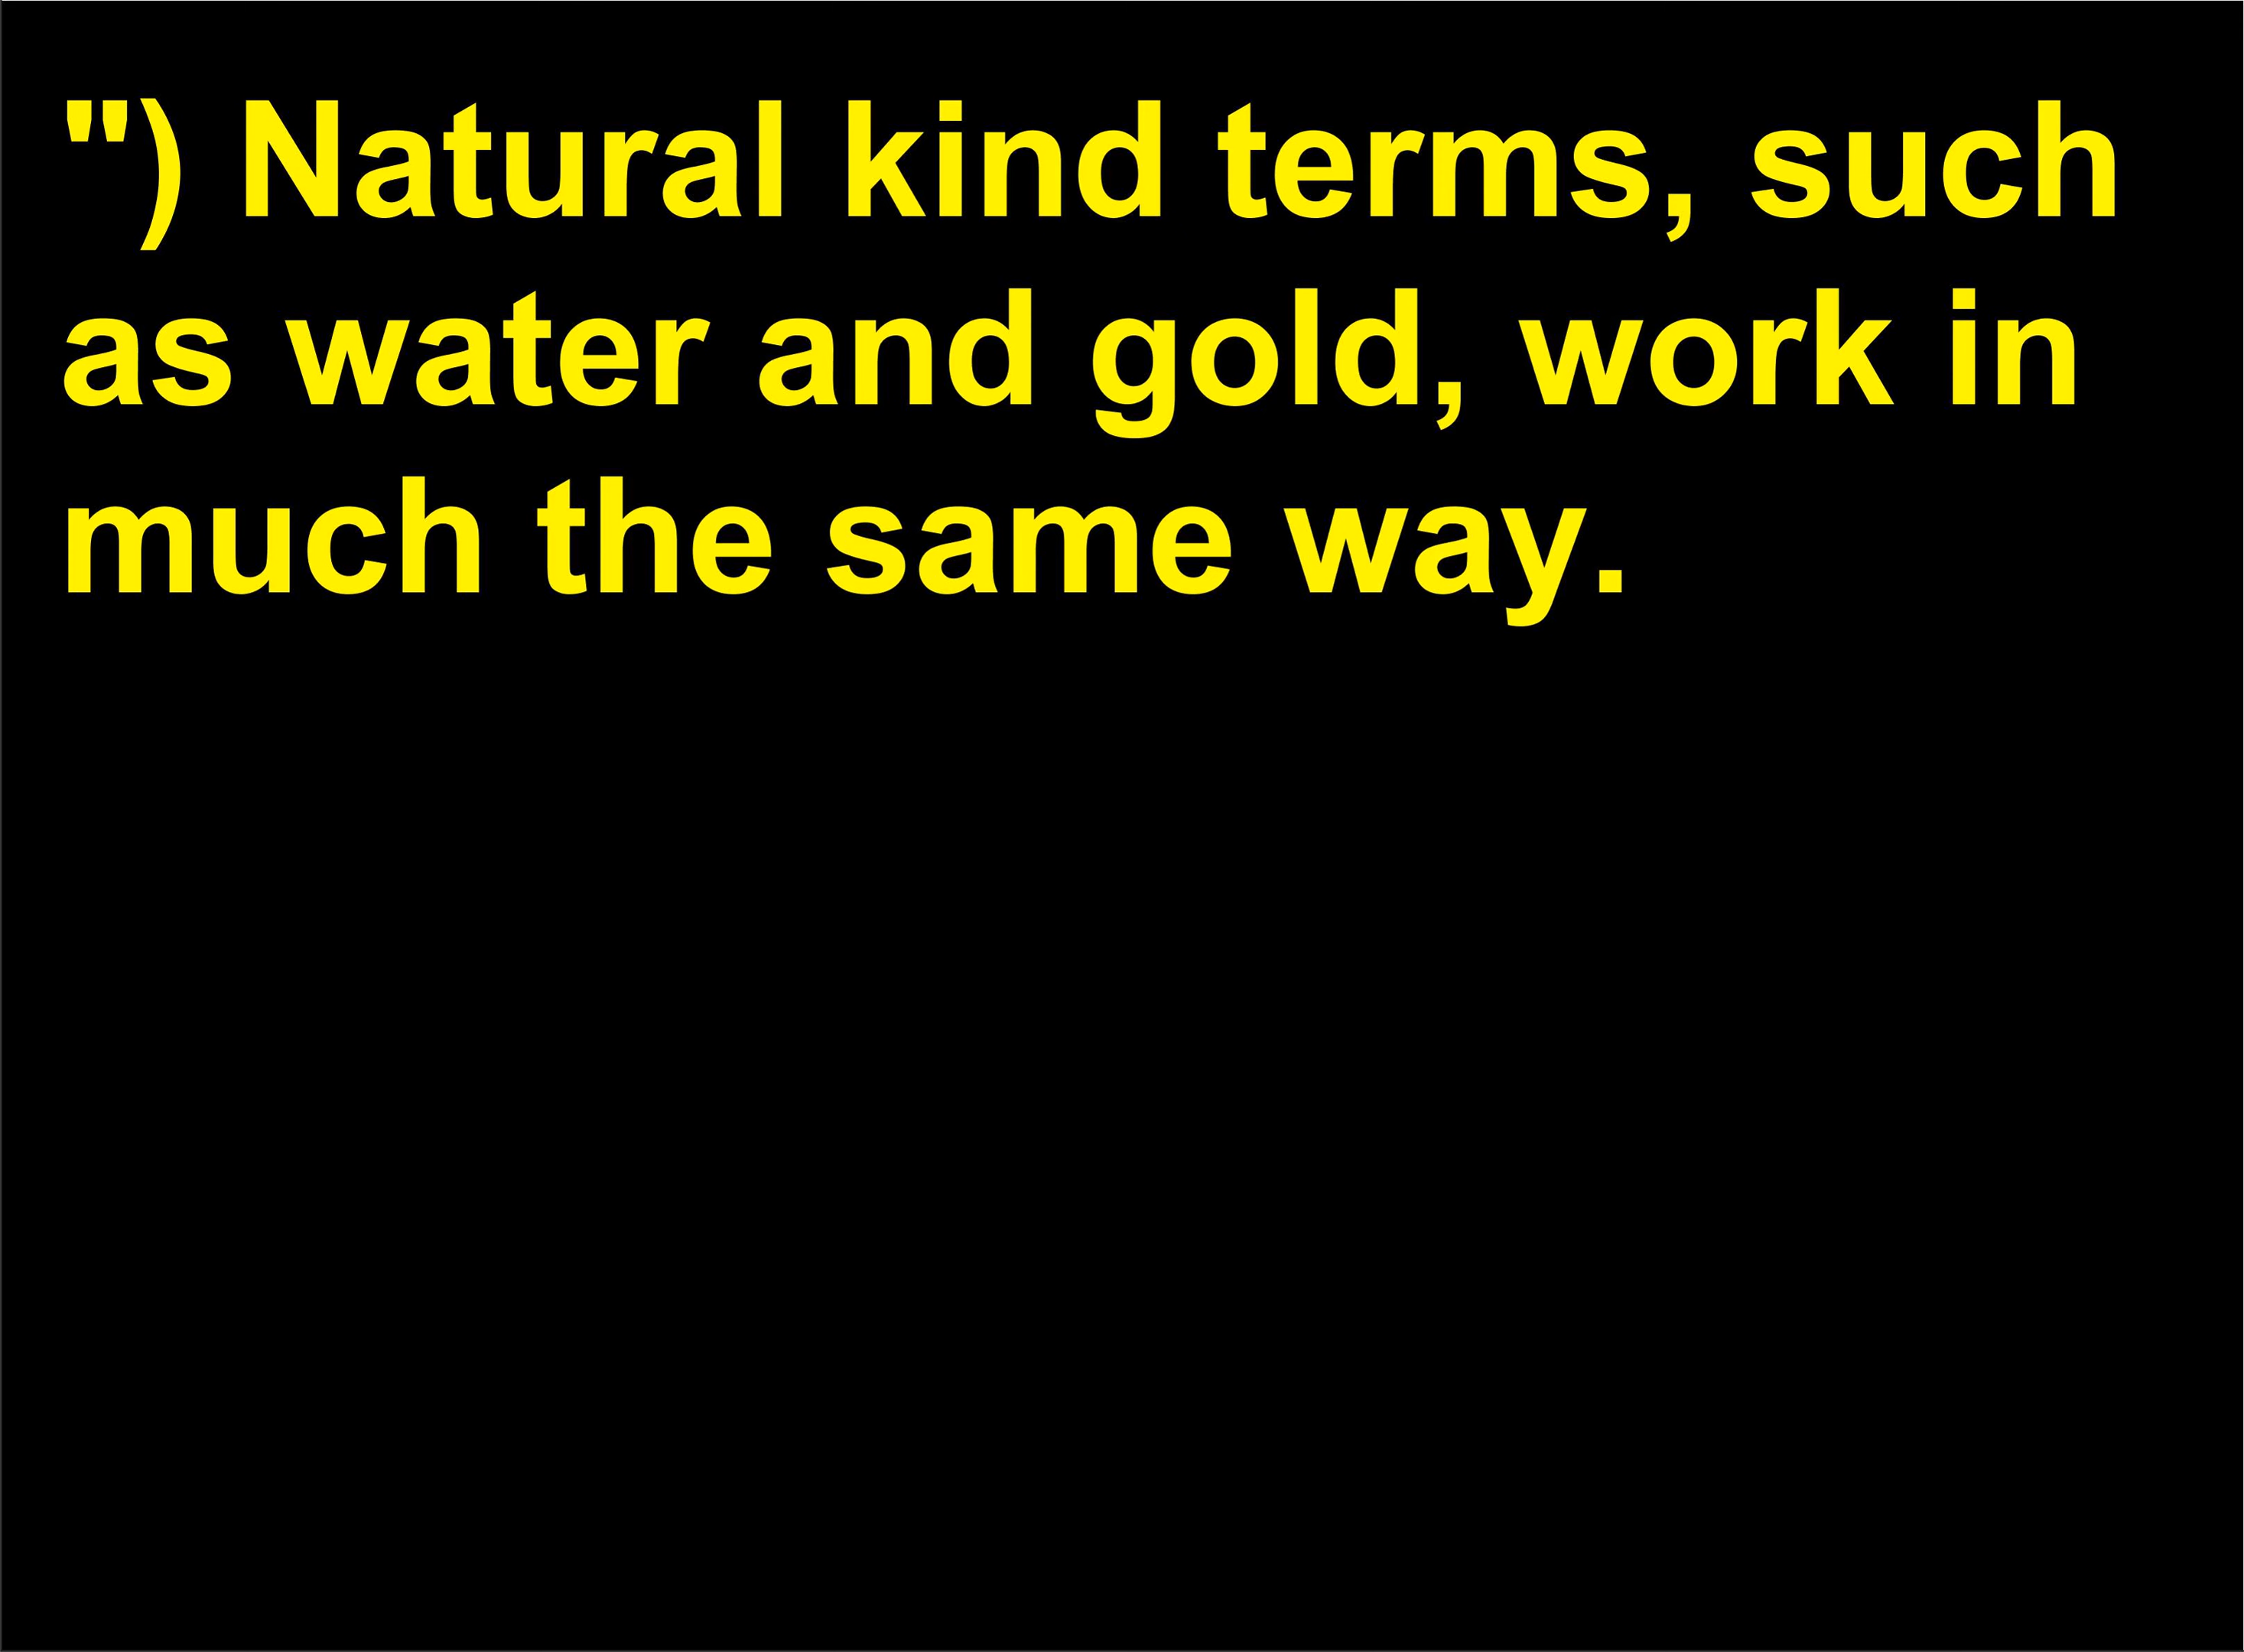 ") Natural kind terms, such
as water and gold, work in
much the same way.